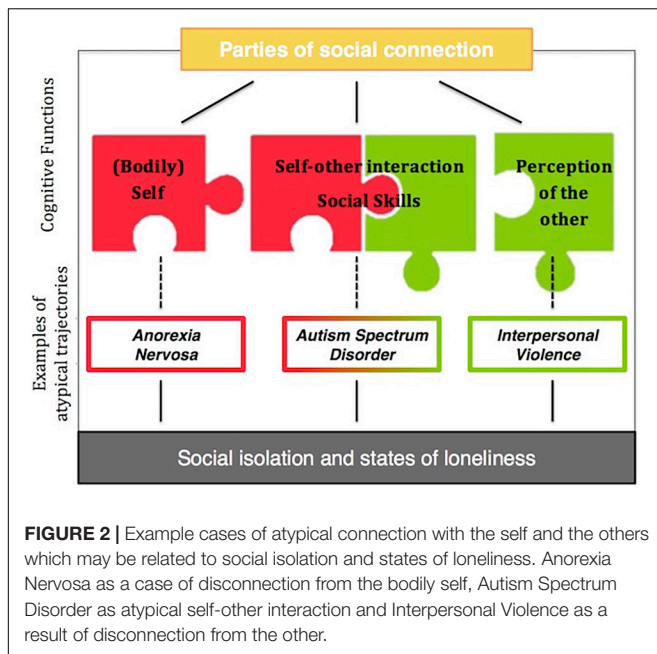 Parties of social connection
Cognitive Functions
(Bodily)
Self
Self-other interaction
Social Skills
Perception
of the
other
Examples of
atypical trajectories
Anorexia
Nervosa
Autism Spectrum
Disorder
Interpersonal
Violence
Social isolation and states of loneliness
FIGURE 2 | Example cases of atypical connection with the self and the others
which may be related to social isolation and states of loneliness. Anorexia
Nervosa as a case of disconnection from the bodily self, Autism Spectrum
Disorder as atypical self-other interaction and Interpersonal Violence as a
result of disconnection from the other.